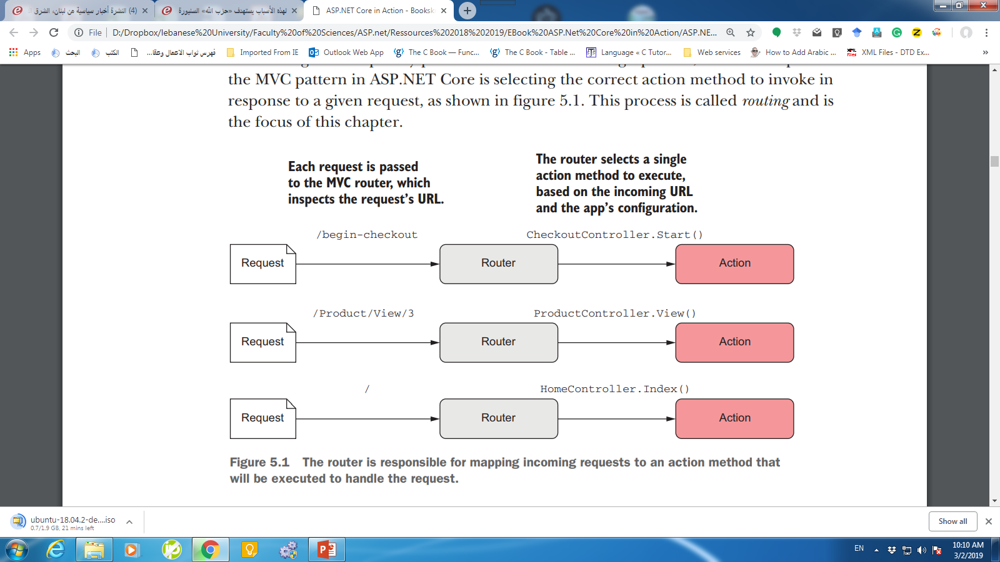 (4) النشرة أخبار سياسية من لبنان، الشرق ال
لهذه الأسباب يستهدف «حزب الله» السنيورة
ASP.NET Core in Action - Booksk
File
D:/Dropbox/lebanese%20University/Faculty%20of%20Sciences/ASP.net/Ressources%202018%202019/EBook%20ASP.Net%20Core%20in%20Action/ASP.NE...
Apps
البحث
الكتب
فهرس ثواب الاعمال وعقا...
Imported From IE
Outlook Web App
The C Book — Func...
The C Book - Table ...
Language « C Tutor...
Web services
How to Add Arabic ...
XML Files - DTD Ex...
»
the MVC pattern in ASP.NET Core is selecting the correct action method to invoke in
response to a given request, as shown in figure 5.1. This process is called routing and is
the focus of this chapter.
Each request is passed
to the MVC router, which
inspects the request's URL.
The router selects a single
action method to execute,
based on the incoming URL
and the app's configuration.
/begin-checkout
CheckoutController.Start()
Request
Router
Action
/Product/View/3
ProductController.View()
Request
Router
Action
/
HomeController.Index()
Request
Router
Action
Figure 5.1 The router is responsible for mapping incoming requests to an action method that
will be executed to handle the request.
ubuntu-18.04.2-de....iso
0.7/1.9 GB, 21 mins left
Show all
EN
10:10 AM
3/2/2019